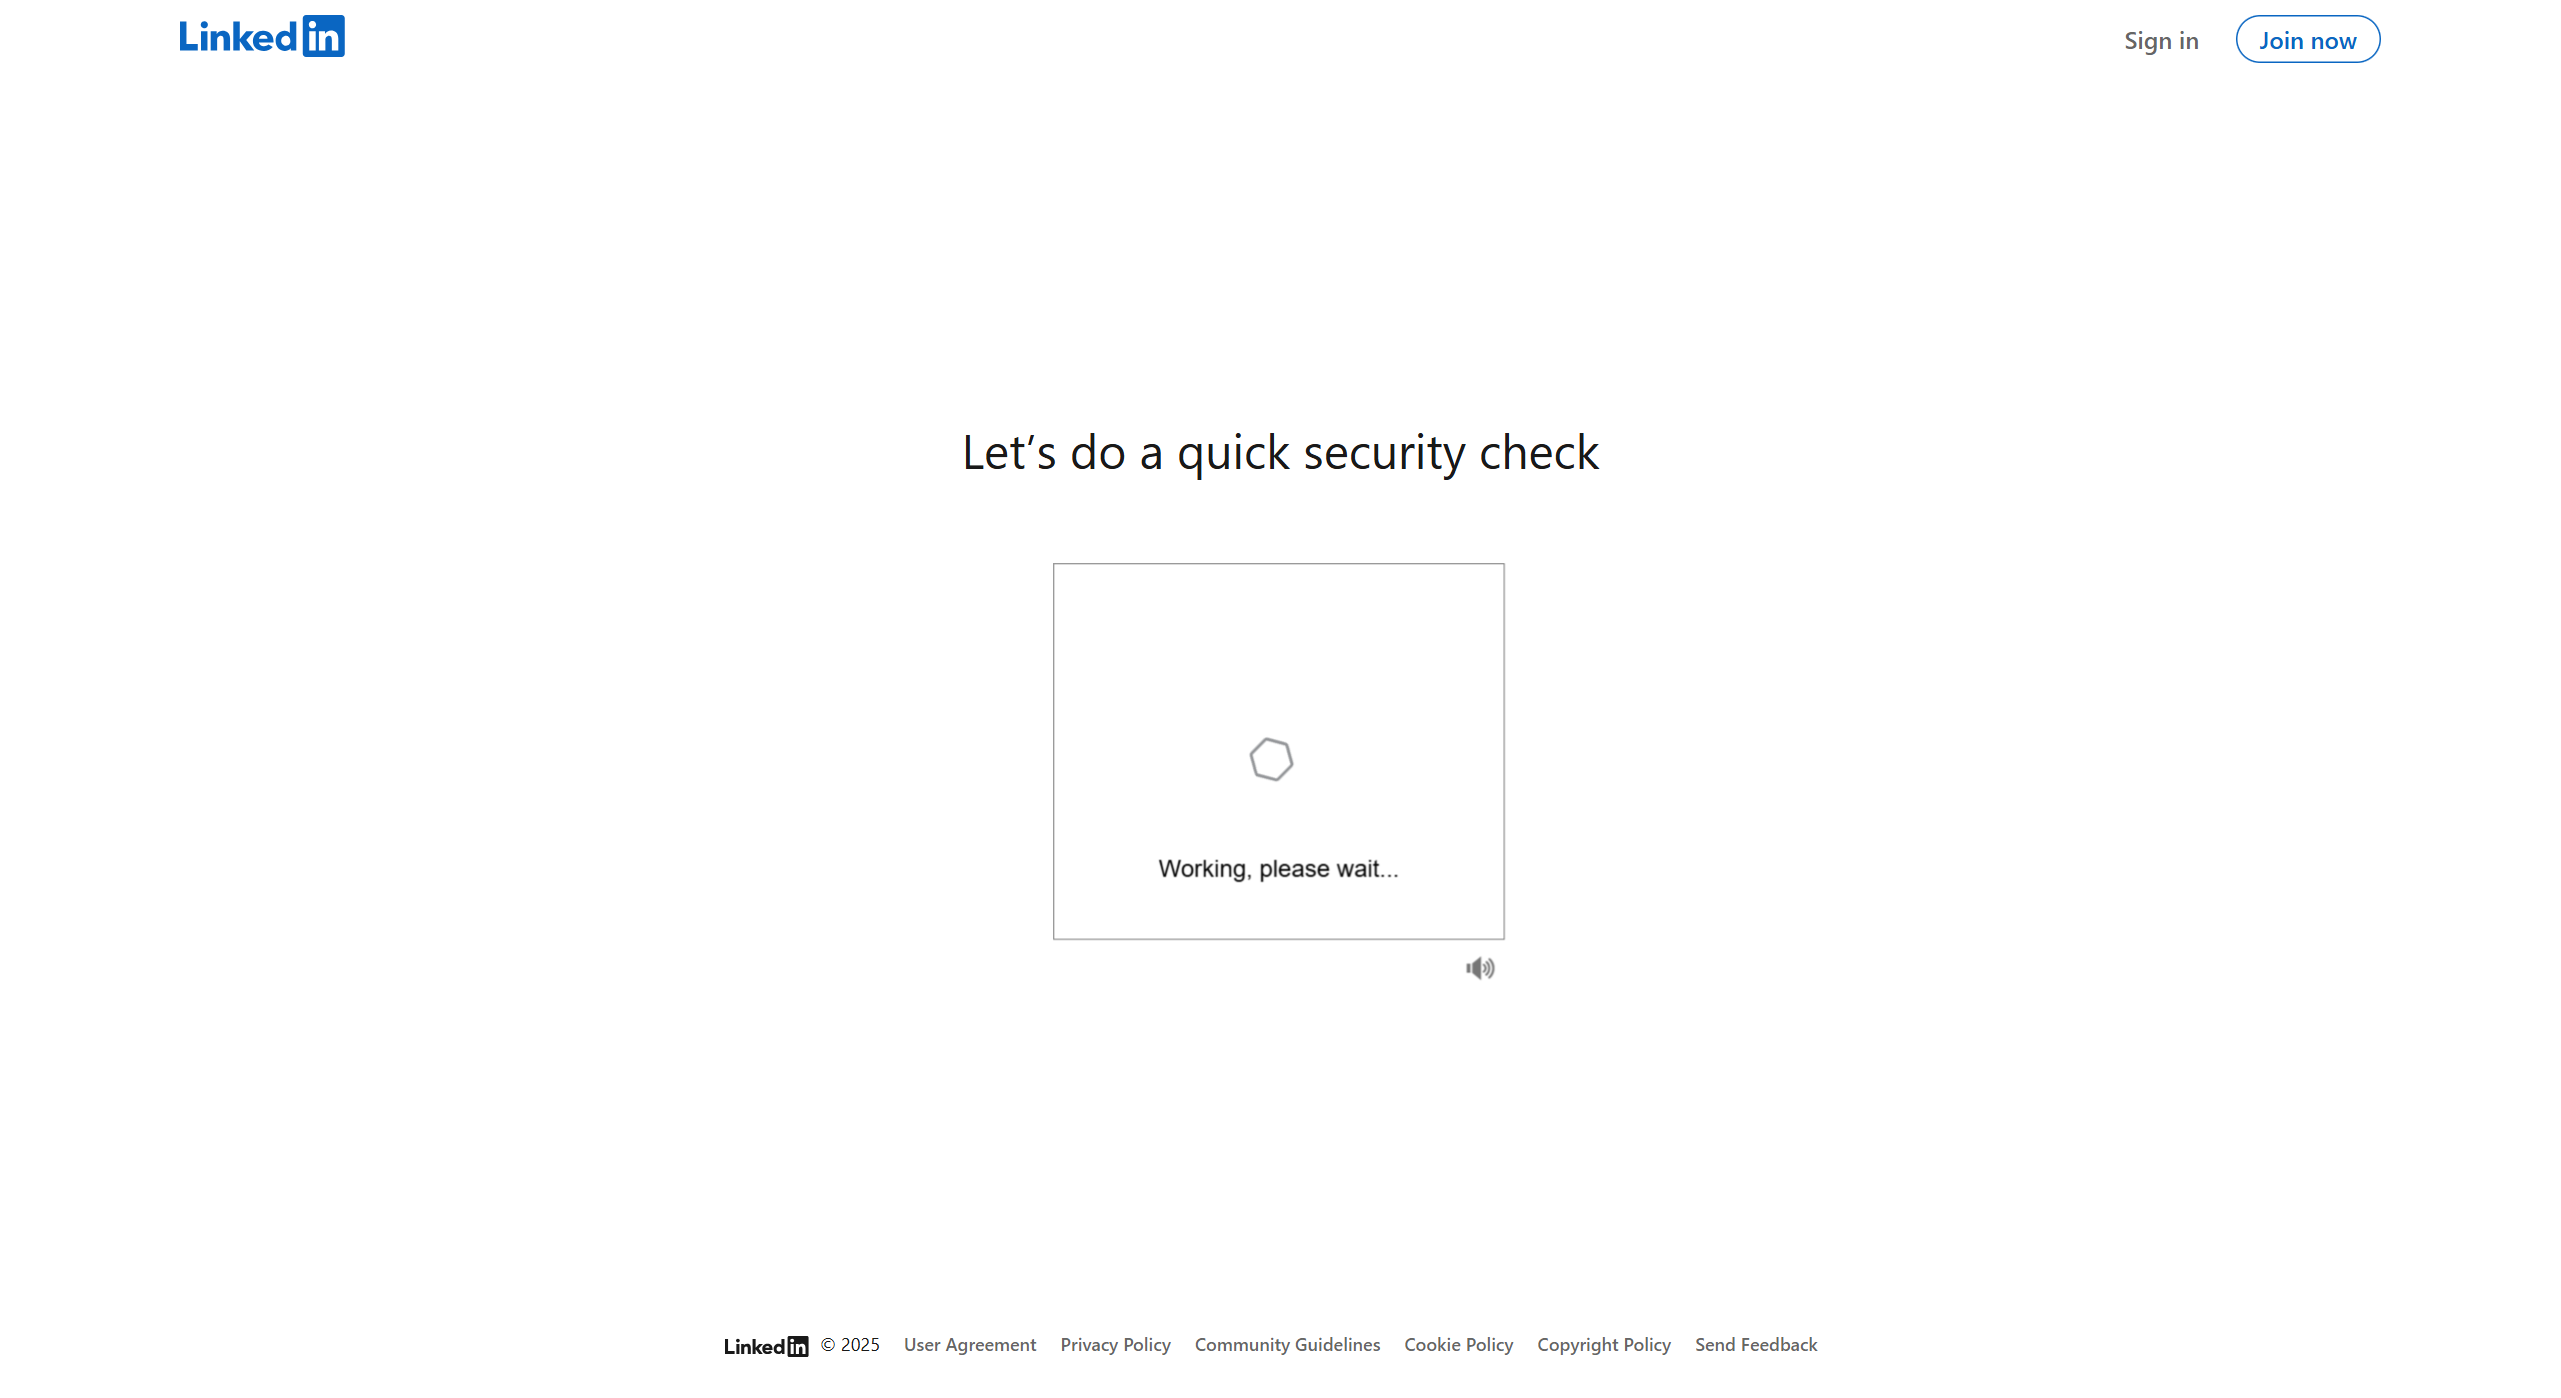 LinkedIn
Sign in
Join now
Let’s do a quick security check
Working, please wait...
LinkedIn © 2025 User Agreement Privacy Policy Community Guidelines Cookie Policy Copyright Policy Send Feedback